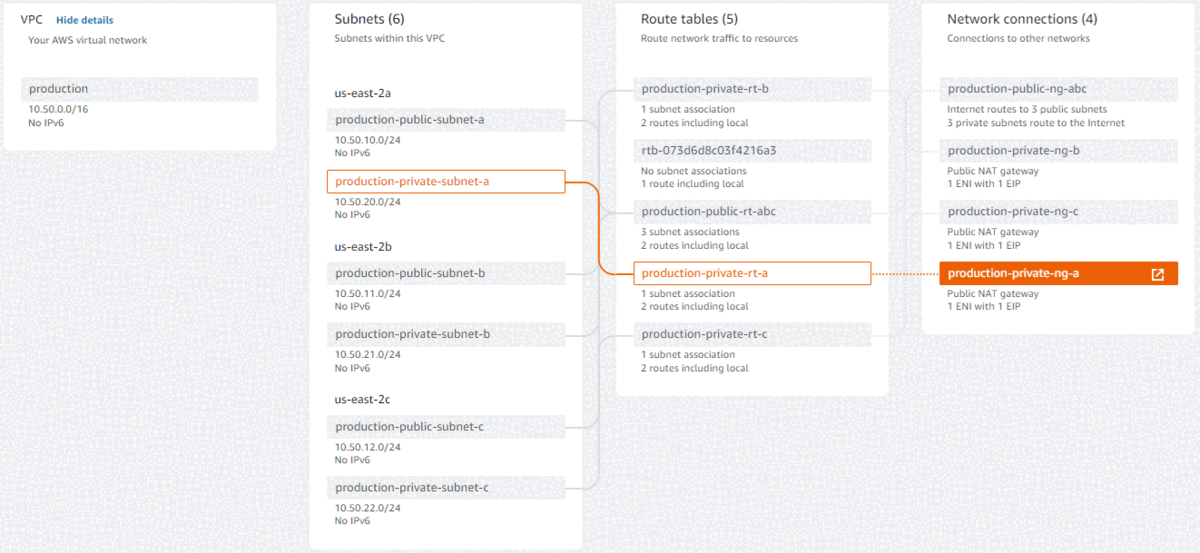 VPC Hide details
Your AWS virtual network
production
10.50.0.0/16
No IPv6
Subnets (6)
Subnets within this VPC
us-east-2a
production-public-subnet-a
10.50.10.0/24
No IPv6
production-private-subnet-a
10.50.20.0/24
No IPv6
us-east-2b
production-public-subnet-b
10.50.11.0/24
No IPv6
production-private-subnet-b
10.50.21.0/24
No IPv6
us-east-2c
production-public-subnet-c
10.50.12.0/24
No IPv6
production-private-subnet-c
10.50.22.0/24
No IPv6
Route tables (5)
Route network traffic to resources
production-private-rt-b
1 subnet association
2 routes including local
rtb-073d6d8c03f4216a3
No subnet associations
1 route including local
production-public-rt-abc
3 subnet associations
2 routes including local
production-private-rt-a
1 subnet association
2 routes including local
production-private-rt-c
1 subnet association
2 routes including local
Network connections (4)
Connections to other networks
production-public-ng-abc
Internet routes to 3 public subnets
3 private subnets route to the Internet
production-private-ng-b
Public NAT gateway
1 ENI with 1 EIP
production-private-ng-c
Public NAT gateway
1 ENI with 1 EIP
production-private-ng-a
Public NAT gateway
1 ENI with 1 EIP